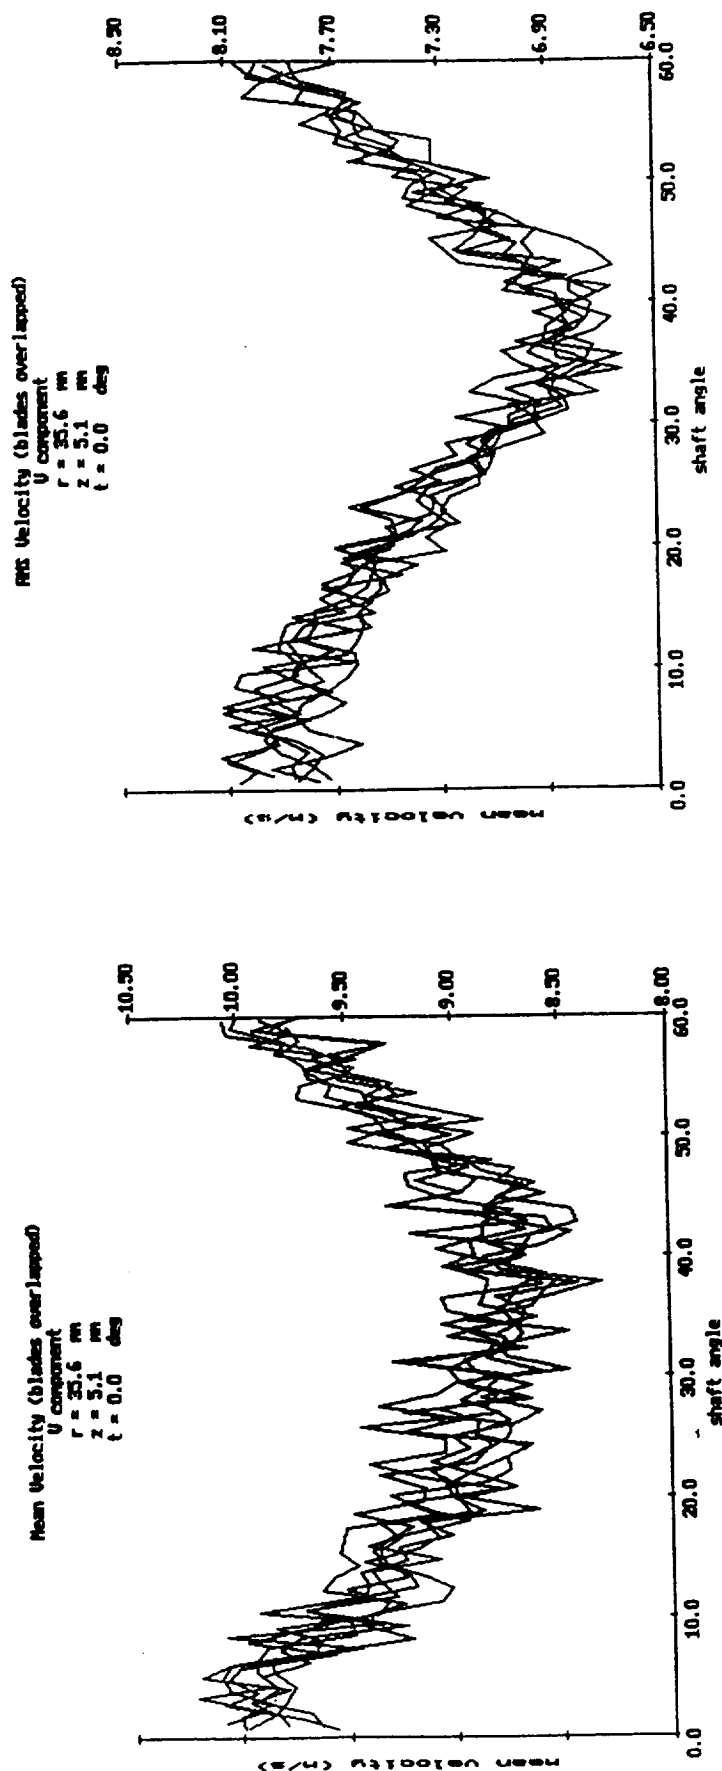 Mean Velocity (blades overlapped)
V component
r = 35.6 mm
z = 5.1 mm
t = 0.0 deg
mean velocity (m/s)
10.50
10.00
9.50
9.00
8.50
8.00
0.0 10.0 20.0 30.0 40.0 50.0 60.0
shaft angle
RMS Velocity (blades overlapped)
V component
r = 35.6 mm
z = 5.1 mm
t = 0.0 deg
mean velocity (m/s)
8.50
8.10
7.70
7.30
6.90
6.50
0.0 10.0 20.0 30.0 40.0 50.0 60.0
shaft angle